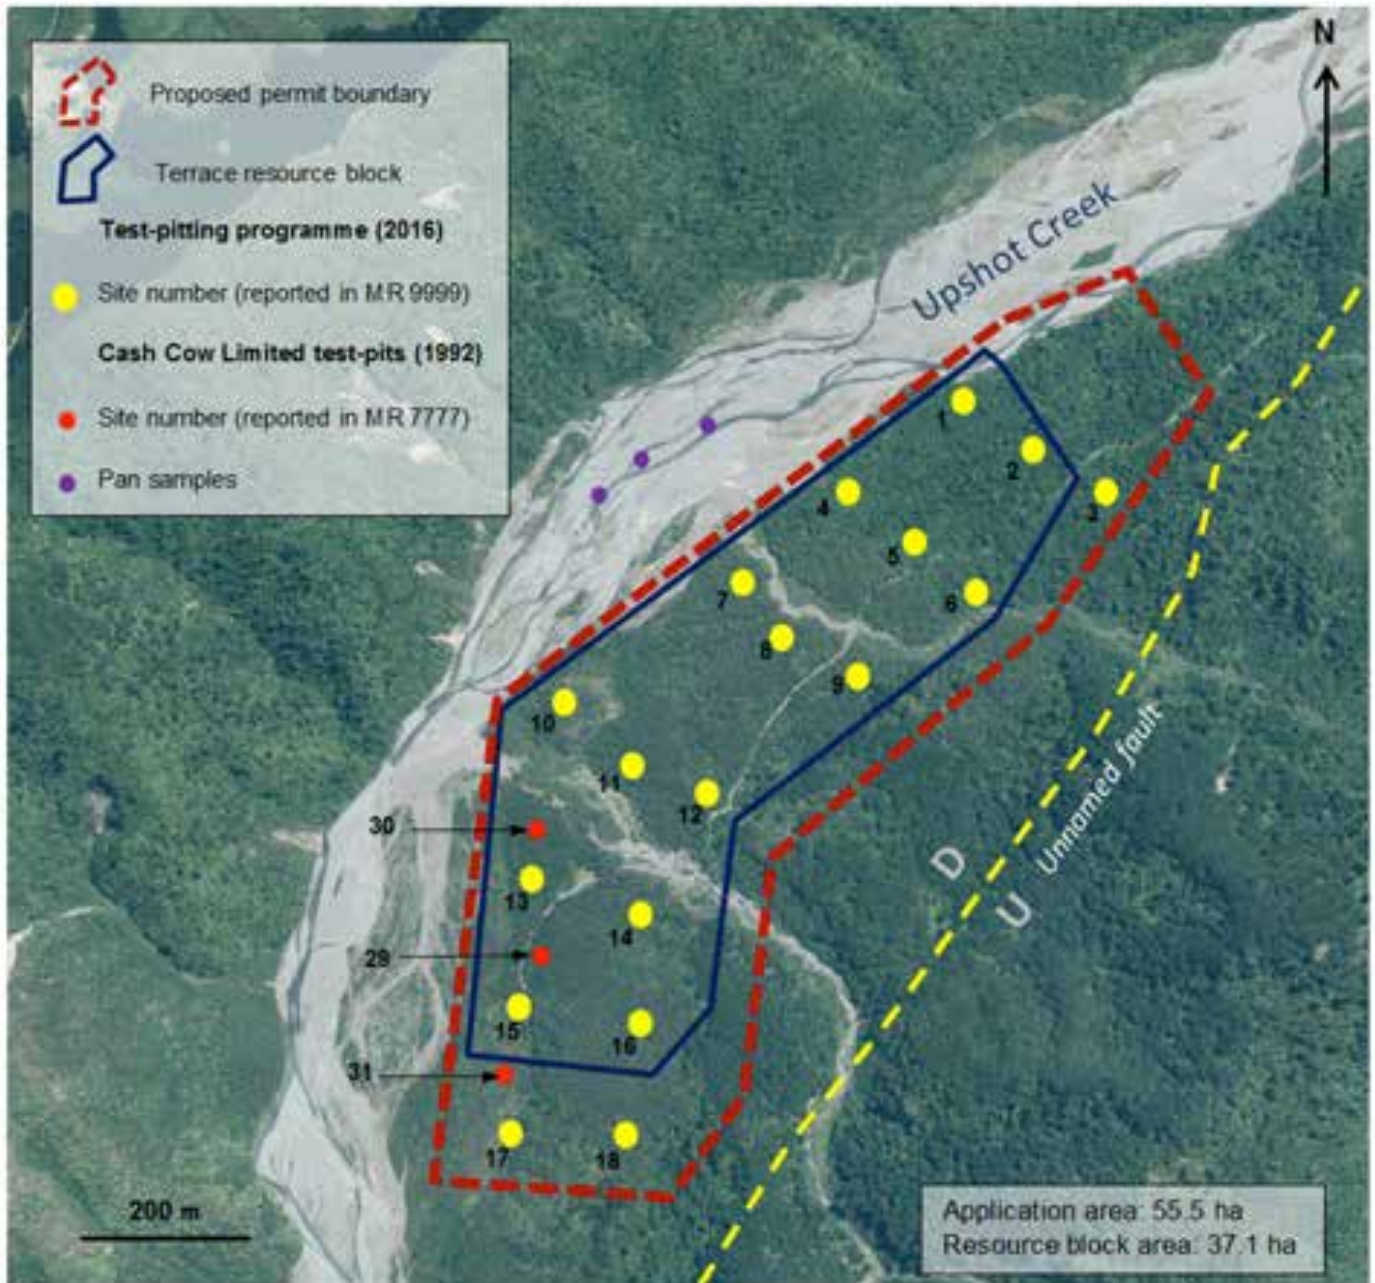 N
Proposed permit boundary
Terrace resource block
Test-pitting programme (2016)
Site number (reported in MR 9999)
Cash Cow Limited test-pits (1992)
Site number (reported in MR 7777)
Pan samples
Upshot Creek
1
2
3
4
5
6
7
8
9
10
11
12
30
13
14
29
15
16
31
17
18
D
U
Unnamed fault
200 m
Application area: 55.5 ha
Resource block area: 37.1 ha